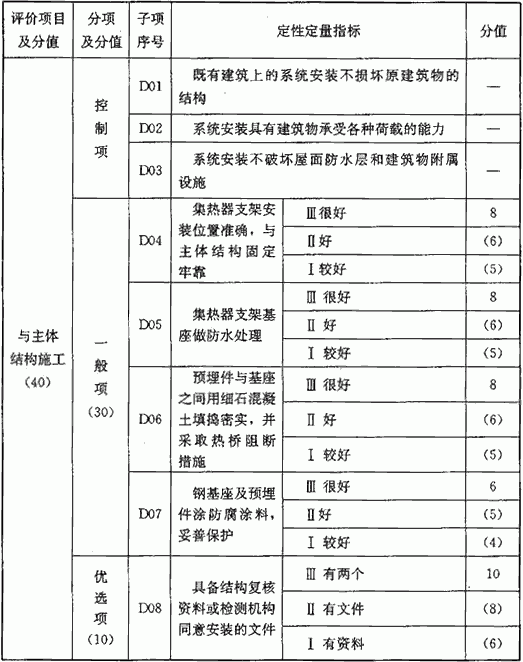 评价项目及分值
分项及分值
子项序号
定性定量指标
分值
与主体结构施工(40)
控制项
D01
既有建筑上的系统安装不损坏原建筑物的
结构
—
D02
系统安装具有建筑物承受各种荷载的能力
—
D03
系统安装不破坏屋面防水层和建筑物附属
设施
—
一般项(30)
D04
集热器支架安
装位置准确,与
主体结构固定
牢靠
Ⅲ很好
8
Ⅱ好
(6)
Ⅰ较好
(5)
D05
集热器支架基
座做防水处理
Ⅲ 很好
8
Ⅱ 好
(6)
Ⅰ 较好
(5)
D06
预埋件与基座
之间用细石混凝
土填捣密实,并
采取热桥阻断
措施
Ⅲ 很好
8
Ⅱ 好
(6)
Ⅰ 较好
(5)
D07
钢基座及预埋
件涂防腐涂料,
妥善保护
Ⅲ 很好
6
Ⅱ好
(5)
Ⅰ 较好
(4)
优选项(10)
D08
具备结构复核
资料或检测机构
同意安装的文件
Ⅲ 有两个
10
Ⅱ 有文件
(8)
Ⅰ 有资料
(6)